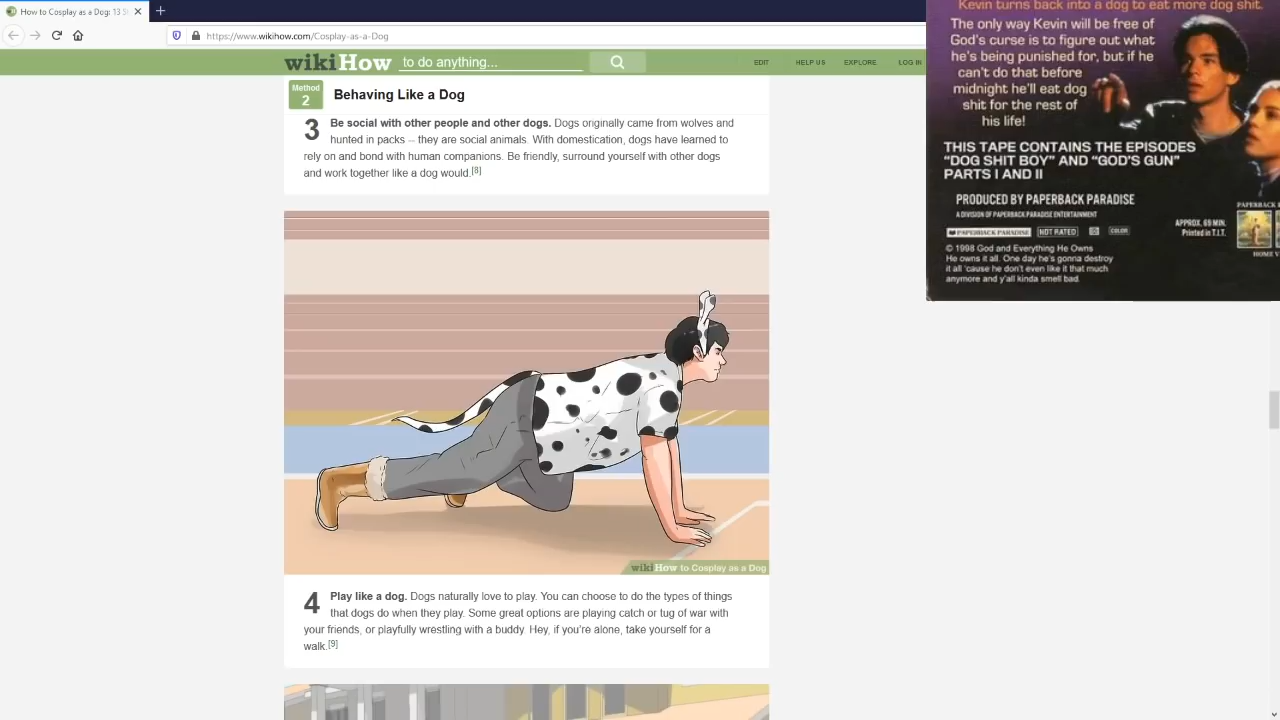 How to Cosplay as a Dog: 13 St
https://www.wikihow.com/Cosplay-as-a-Dog
wikiHow to do anything...
EDIT HELP US EXPLORE LOG IN
Method
2
Behaving Like a Dog
3 Be social with other people and other dogs. Dogs originally came from wolves and
hunted in packs -- they are social animals. With domestication, dogs have learned to
rely on and bond with human companions. Be friendly, surround yourself with other dogs
and work together like a dog would.[8]
wikiHow to Cosplay as a Dog
4 Play like a dog. Dogs naturally love to play. You can choose to do the types of things
that dogs do when they play. Some great options are playing catch or tug of war with
your friends, or playfully wrestling with a buddy. Hey, if you're alone, take yourself for a
walk.[9]
Kevin turns back into a dog to eat more dog shit.
The only way Kevin will be free of
God's curse is to figure out what
he's being punished for, but if he
can't do that before
midnight he'll eat dog
shit for the rest of
his life!
THIS TAPE CONTAINS THE EPISODES
"DOG SHIT BOY" AND "GOD'S GUN"
PARTS I AND II
PRODUCED BY PAPERBACK PARADISE
A DIVISION OF PAPERBACK PARADISE ENTERTAINMENT
PAPERBACK PARADISE NOT RATED COLOR
APPROX. 69 MIN.
Printed in T.I.T.
PAPERBACK
HOME V
© 1998 God and Everything He Owns
He owns it all. One day he's gonna destroy
it all 'cause he don't even like it that much
anymore and y'all kinda smell bad.